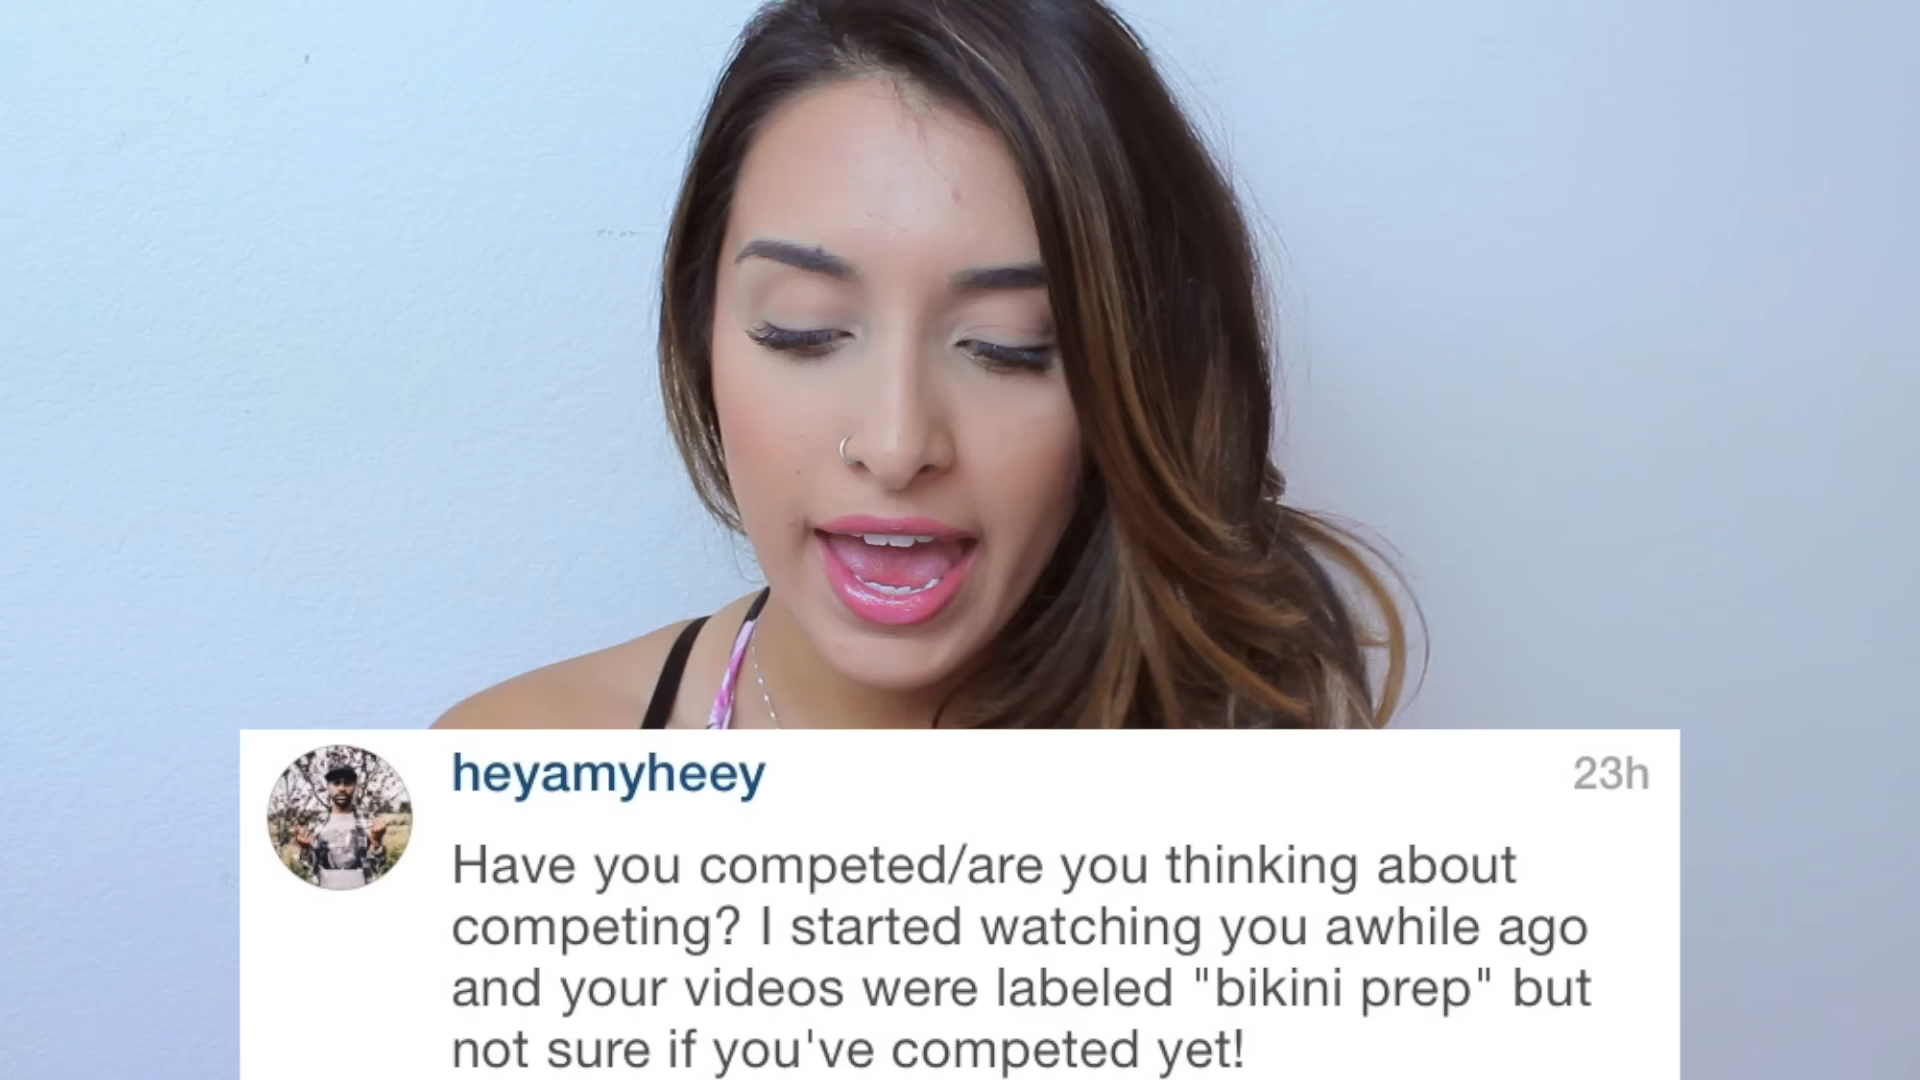 heyamyheey
23h
Have you competed/are you thinking about
competing? I started watching you awhile ago
and your videos were labeled "bikini prep" but
not sure if you've competed yet!